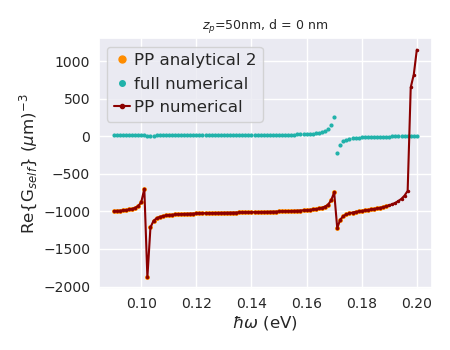 z_p=50nm, d = 0 nm
PP analytical 2
full numerical
PP numerical
Re{G_self} (μm)^−3
1000
500
0
−500
−1000
−1500
−2000
0.10 0.12 0.14 0.16 0.18 0.20
ℏω (eV)